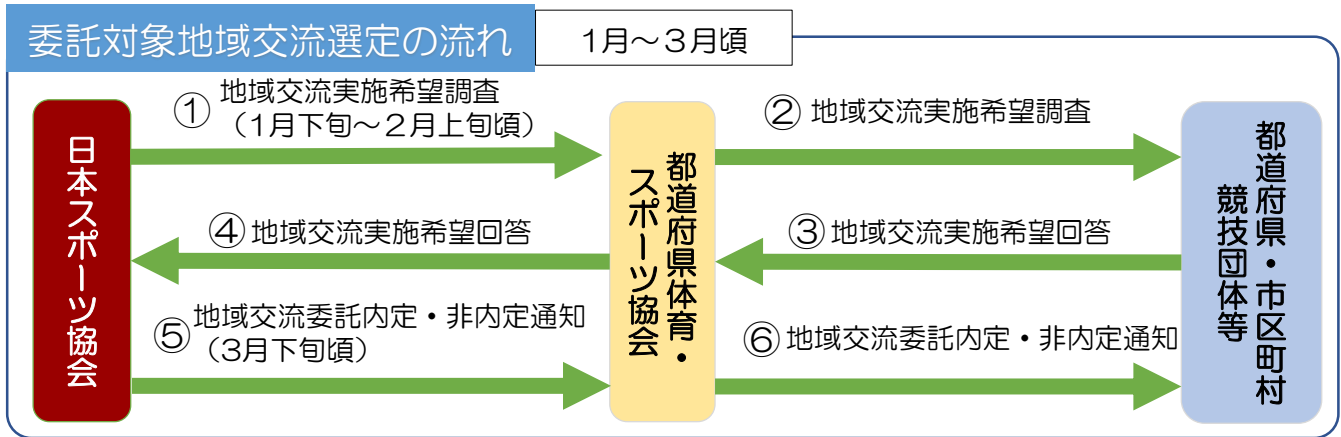 委託対象地域交流選定の流れ
1月～3月頃
① 地域交流実施希望調査
（1月下旬～2月上旬頃）
② 地域交流実施希望調査
日本スポーツ協会
都道府県体育・
スポーツ協会
都道府県・市区町村
競技団体等
④ 地域交流実施希望回答
③ 地域交流実施希望回答
⑤ 地域交流委託内定・非内定通知
（3月下旬頃）
⑥ 地域交流委託内定・非内定通知